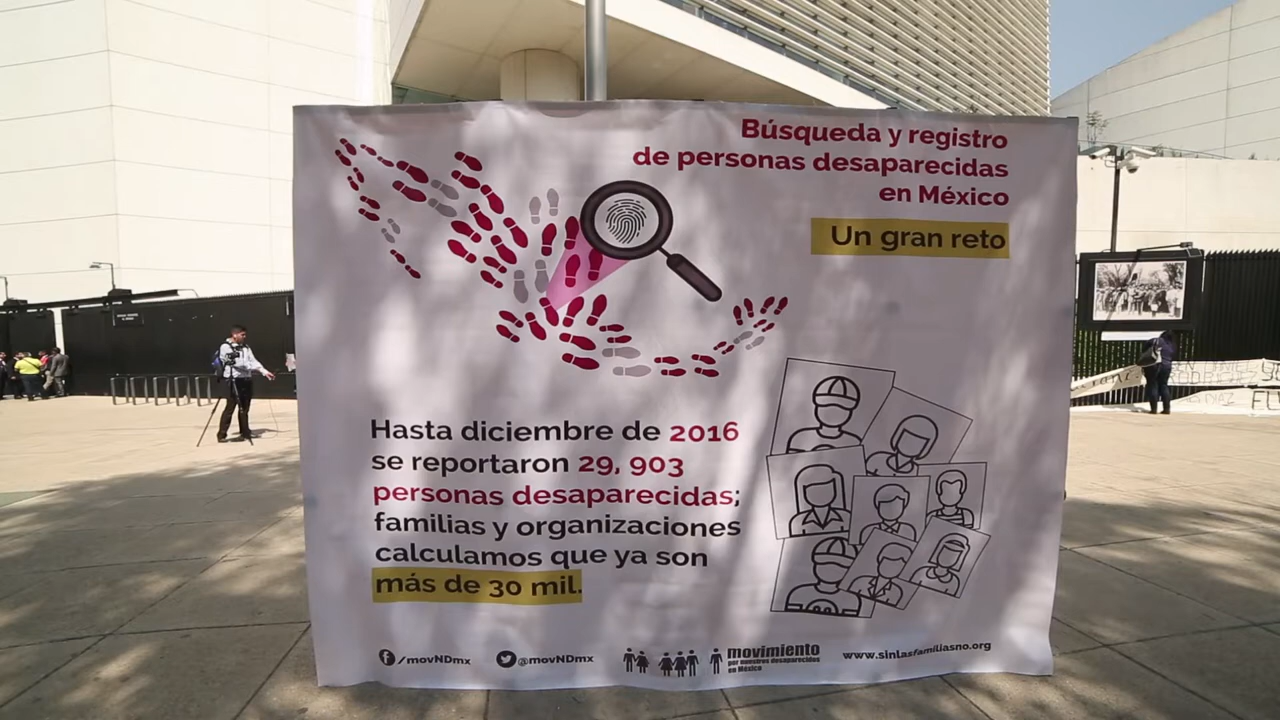 Búsqueda y registro
de personas desaparecidas
en México
Un gran reto
Hasta diciembre de 2016
se reportaron 29, 903
personas desaparecidas;
familias y organizaciones
calculamos que ya son
más de 30 mil.
/movNDmx
@movNDmx
movimiento
por nuestros desaparecidos
en México
www.sinlasfamiliasno.org